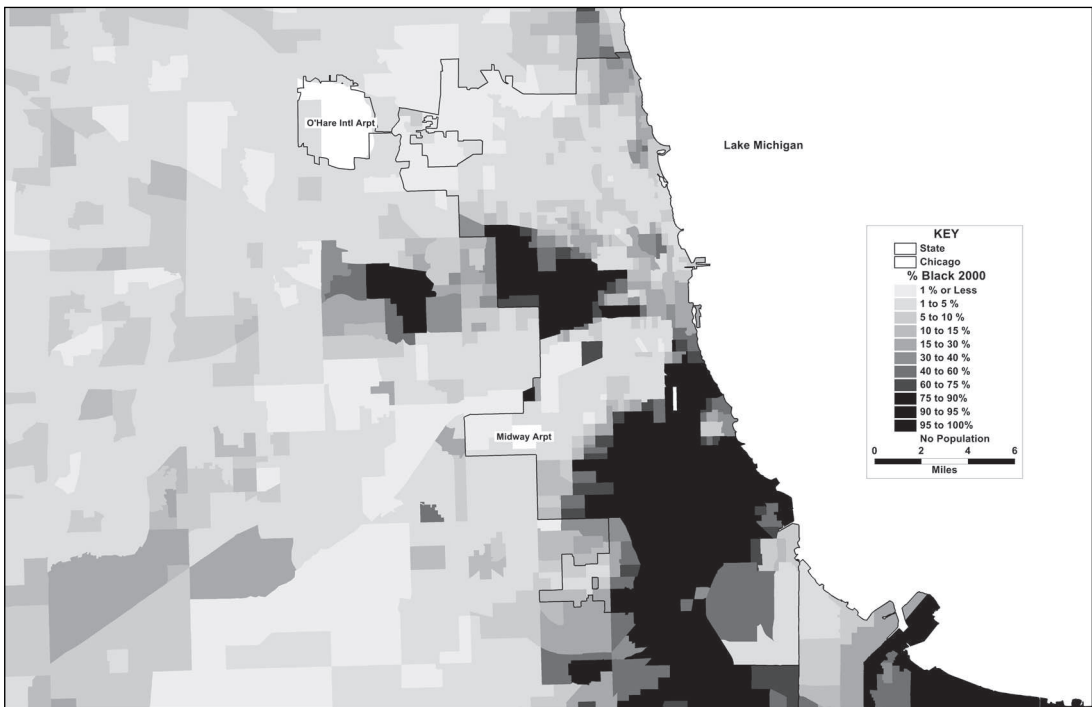 O'Hare Intl Arpt
Lake Michigan
Midway Arpt
KEY
State
Chicago
% Black 2000
1 % or Less
1 to 5 %
5 to 10 %
10 to 15 %
15 to 30 %
30 to 40 %
40 to 60 %
60 to 75 %
75 to 90%
90 to 95 %
95 to 100%
No Population
0 2 4 6
Miles